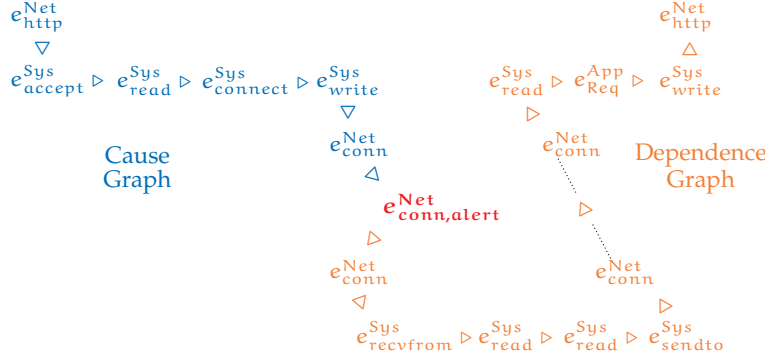 e^Net_http e^Net_http
e^Sys_accept ▷ e^Sys_read ▷ e^Sys_connect ▷ e^Sys_write e^Sys_read ▷ e^App_Req ▷ e^Sys_write
e^Net_conn e^Net_conn
Cause
Graph
Dependence
Graph
e^Net_conn,alert
e^Net_conn e^Net_conn
e^Sys_recvfrom ▷ e^Sys_read ▷ e^Sys_read ▷ e^Sys_sendto